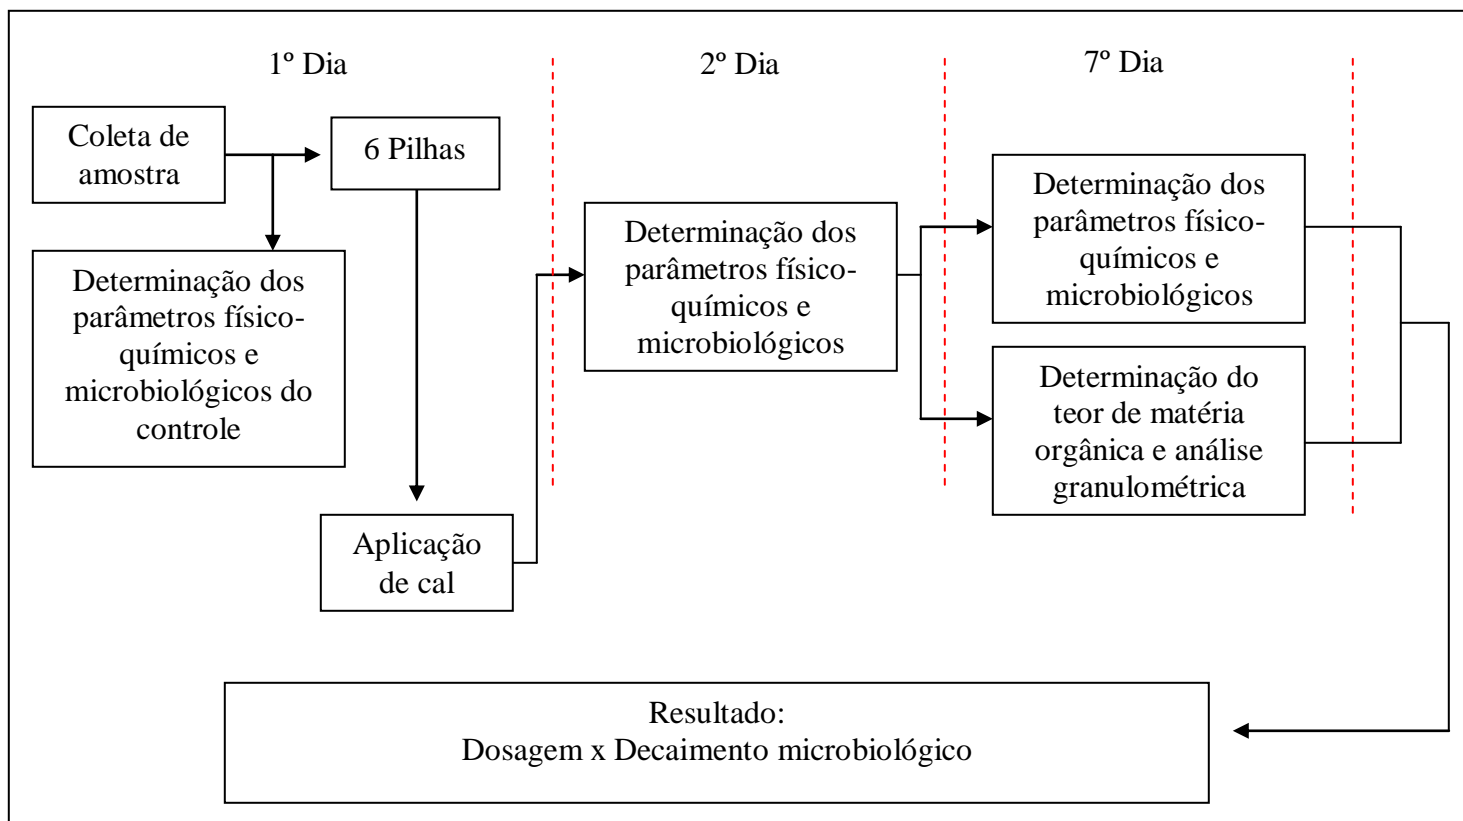 1º Dia
2º Dia
7º Dia
Coleta de
amostra
6 Pilhas
Determinação dos
parâmetros físico-
químicos e
microbiológicos do
controle
Aplicação
de cal
Determinação dos
parâmetros físico-
químicos e
microbiológicos
Determinação dos
parâmetros físico-
químicos e
microbiológicos
Determinação do
teor de matéria
orgânica e análise
granulométrica
Resultado:
Dosagem x Decaimento microbiológico